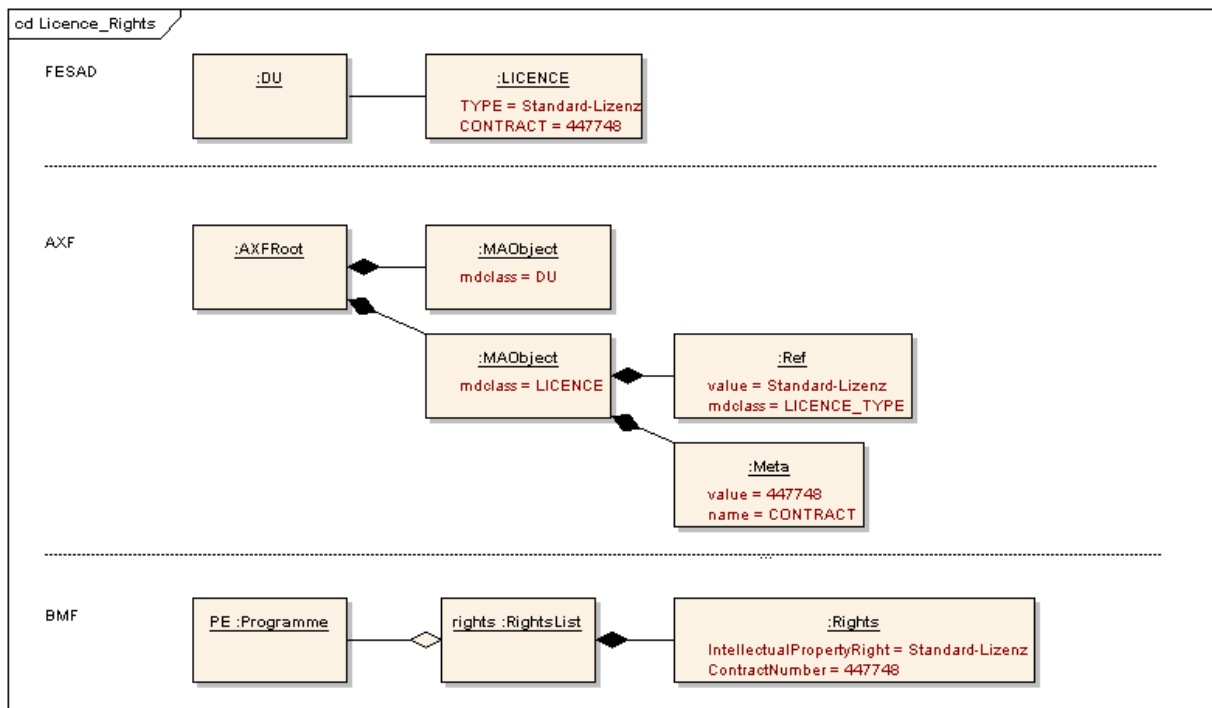 cd Licence_Rights
FESAD
:DU
:LICENCE
TYPE = Standard-Lizenz
CONTRACT = 447748
AXF
:AXFRoot
:MAObject
mdclass = DU
:MAObject
mdclass = LICENCE
:Ref
value = Standard-Lizenz
mdclass = LICENCE_TYPE
:Meta
value = 447748
name = CONTRACT
...
BMF
PE :Programme
rights :RightsList
:Rights
IntellectualPropertyRight = Standard-Lizenz
ContractNumber = 447748